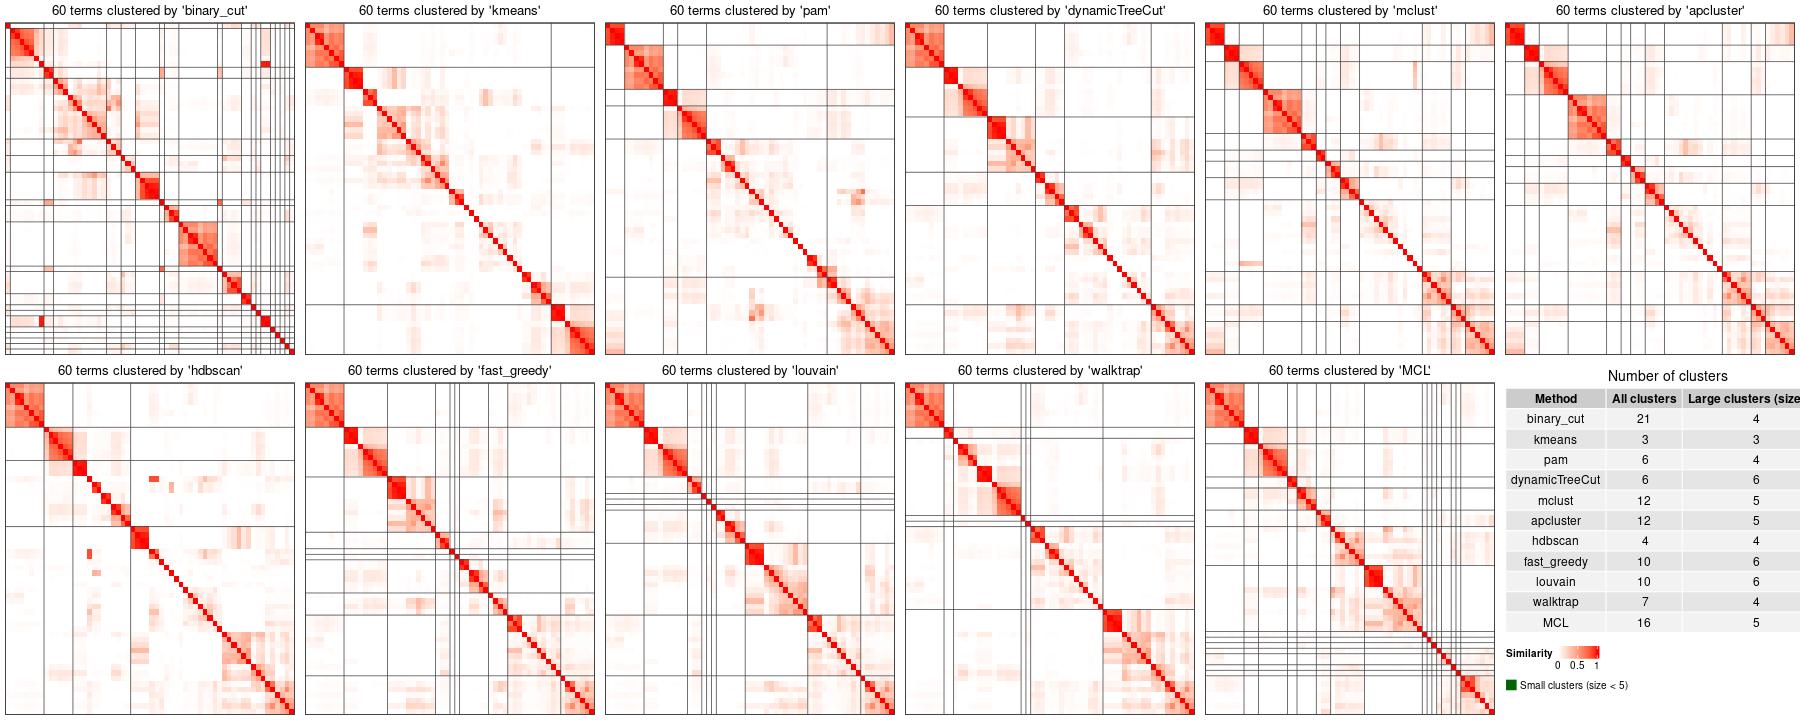 60 terms clustered by 'binary_cut'
60 terms clustered by 'kmeans'
60 terms clustered by 'pam'
60 terms clustered by 'dynamicTreeCut'
60 terms clustered by 'mclust'
60 terms clustered by 'apcluster'
60 terms clustered by 'hdbscan'
60 terms clustered by 'fast_greedy'
60 terms clustered by 'louvain'
60 terms clustered by 'walktrap'
60 terms clustered by 'MCL'
Number of clusters
Method All clusters Large clusters (size
binary_cut 21 4
kmeans 3 3
pam 6 4
dynamicTreeCut 6 6
mclust 12 5
apcluster 12 5
hdbscan 4 4
fast_greedy 10 6
louvain 10 6
walktrap 7 4
MCL 16 5
Similarity
0 0.5 1
Small clusters (size < 5)